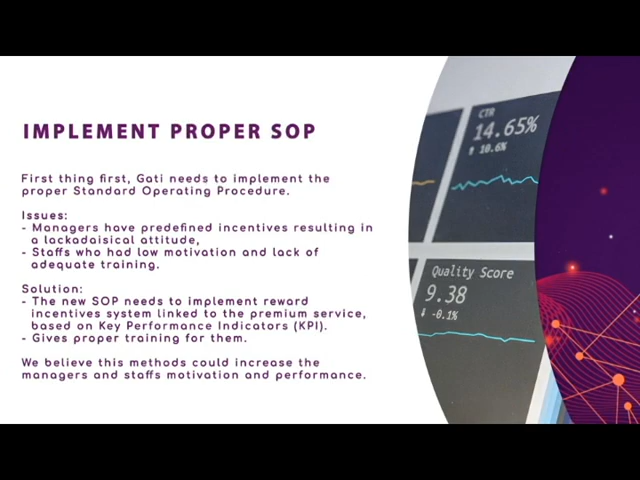 IMPLEMENT PROPER SOP
First thing first, Gati needs to implement the
proper Standard Operating Procedure.
Issues:
- Managers have predefined incentives resulting in
a lackadaisical attitude,
- Staffs who had low motivation and lack of
adequate training.
Solution:
- The new SOP needs to implement reward
incentives system linked to the premium service,
based on Key Performance Indicators (KPI).
- Gives proper training for them.
We believe this methods could increase the
managers and staffs motivation and performance.
CTR
14.65%
↑ 10.6%
Quality Score
9.38
↓ -0.1%